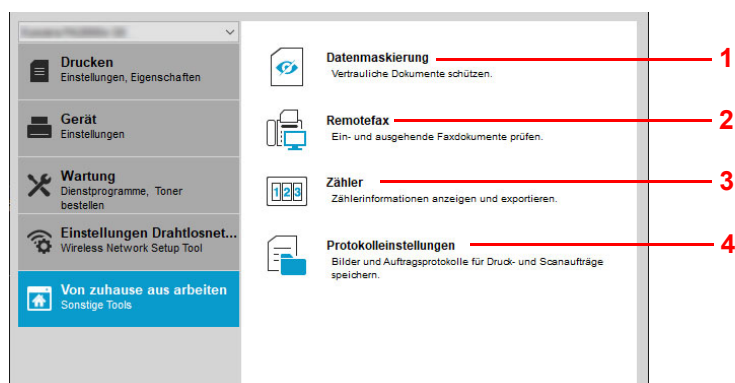 Drucken
Einstellungen, Eigenschaften
Gerät
Einstellungen
Wartung
Dienstprogramme, Toner
bestellen
Einstellungen Drahtlosnet...
Wireless Network Setup Tool
Von zuhause aus arbeiten
Sonstige Tools
Datenmaskierung 1
Vertrauliche Dokumente schützen.
Remotefax 2
Ein- und ausgehende Faxdokumente prüfen.
123
Zähler 3
Zählerinformationen anzeigen und exportieren.
Protokolleinstellungen 4
Bilder und Auftragsprotokolle für Druck- und Scanaufträge
speichern.